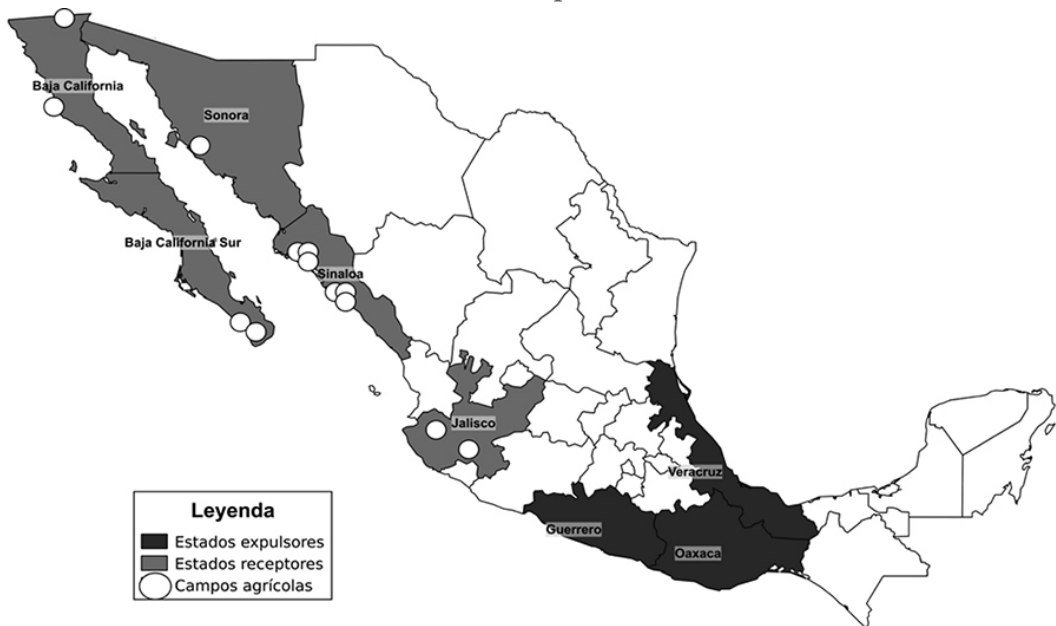 Baja California
Sonora
Baja California Sur
Sinaloa
Jalisco
Veracruz
Guerrero
Oaxaca
Leyenda
Estados expulsores
Estados receptores
Campos agrícolas